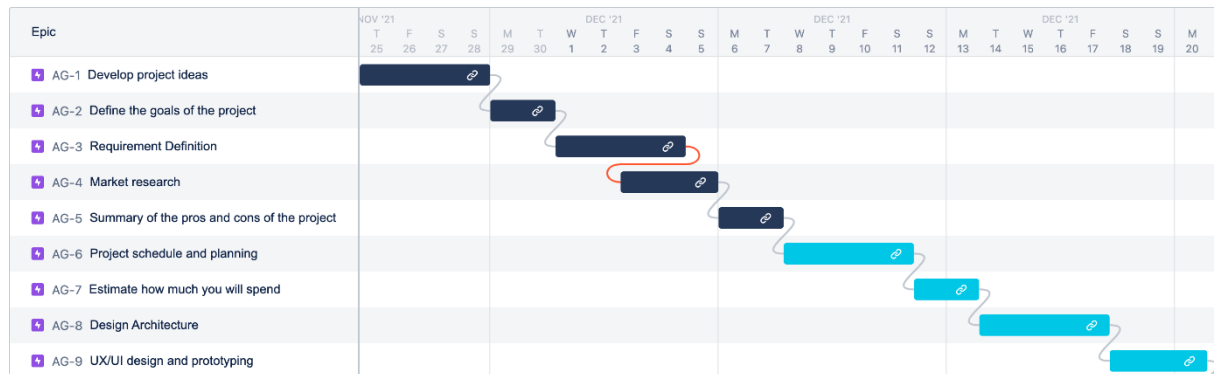 Epic
NOV '21 DEC '21 DEC '21 DEC '21
T F S S M T W T F S S M T W T F S S M T W T F S S M
25 26 27 28 29 30 1 2 3 4 5 6 7 8 9 10 11 12 13 14 15 16 17 18 19 20
AG-1 Develop project ideas
AG-2 Define the goals of the project
AG-3 Requirement Definition
AG-4 Market research
AG-5 Summary of the pros and cons of the project
AG-6 Project schedule and planning
AG-7 Estimate how much you will spend
AG-8 Design Architecture
AG-9 UX/UI design and prototyping